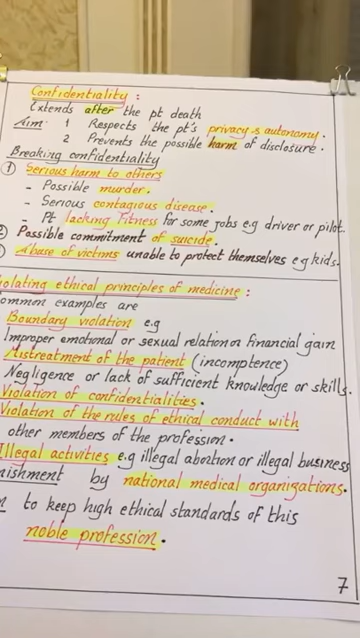 Confidentiality :
Extends after the pt death
Aim: 1 Respects the pt's privacy & autonomy.
2 Prevents the possible harm of disclosure.
Breaking confidentiality
① Serious harm to others
- Possible murder.
- Serious contagious disease.
- Pt lacking Fitness for some jobs e.g driver or pilot.
② Possible commitment of suicide.
Abuse of victims unable to protect themselves e g kids.
iolating ethical principles of medicine :
ommon examples are
Boundary violation e.g
Improper emotional or sexual relation or financial gain
Mistreatment of the patient (incomptence)
Negligence or lack of sufficient knowledge or skills.
Violation of confidentialities.
Violation of the rules of ethical conduct with
other members of the profession.
Illegal activities e.g illegal abortion or illegal business
nishment by national medical organizations.
to keep high ethical standards of this
noble profession.
7